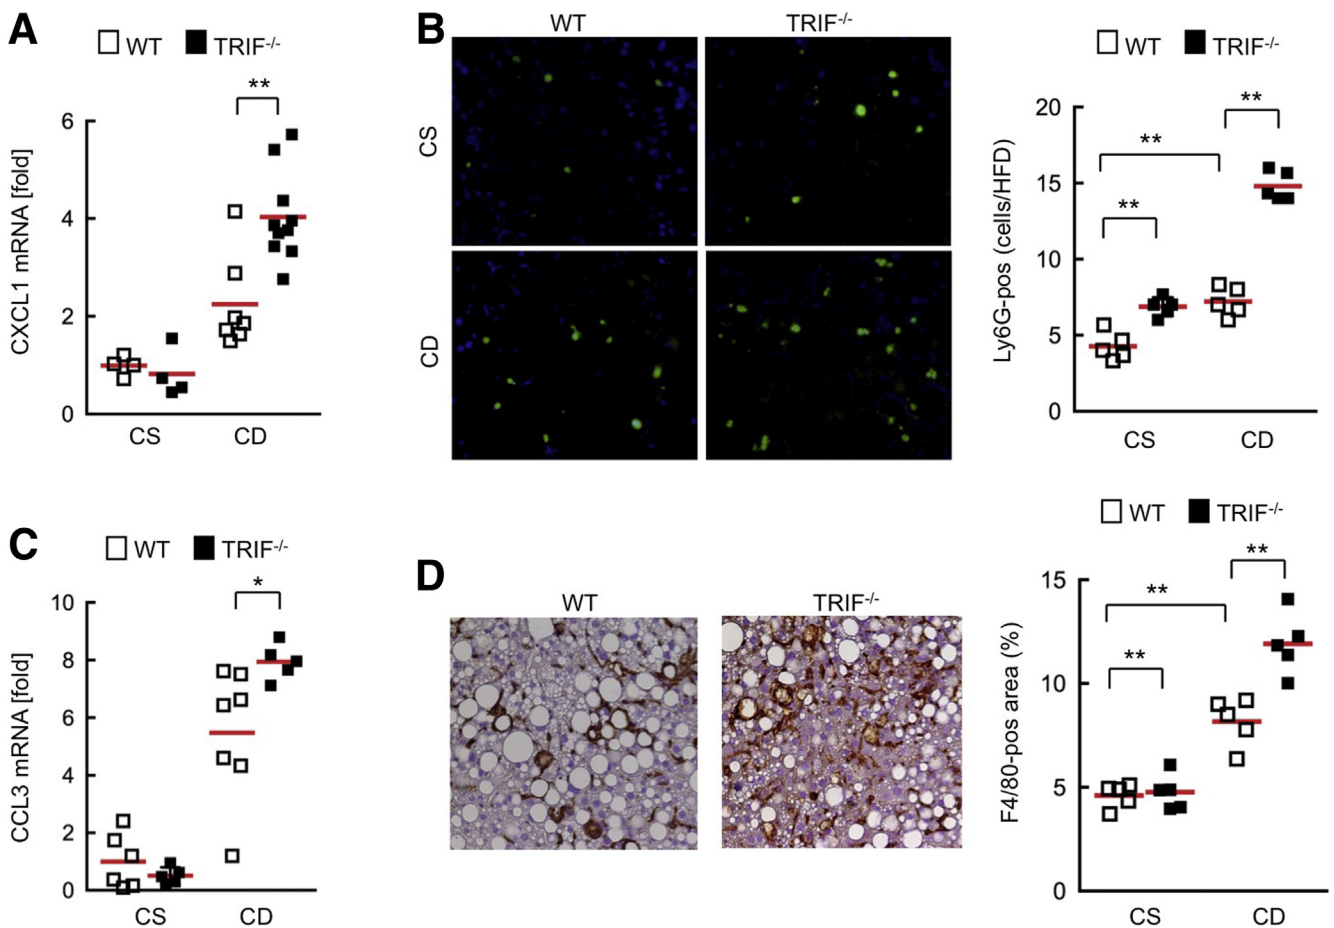 A
WT TRIF-/-
**
CXCL1 mRNA [fold]
6
4
2
0
CS CD
B
WT TRIF-/-
CS
CD
WT TRIF-/-
**
**
**
Ly6G-pos (cells/HFD)
20
15
10
5
0
CS CD
C
WT TRIF-/-
*
CCL3 mRNA [fold]
10
8
6
4
2
0
CS CD
D
WT TRIF-/-
WT TRIF-/-
**
**
**
F4/80-pos area (%)
15
10
5
0
CS CD